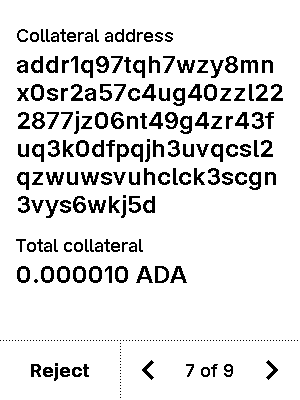 Collateral address
addr1q97tqh7wzy8mn
x0sr2a57c4ug40zzl22
2877jz06nt49g4zr43f
uq3k0dfpqjh3uvqcsl2
qzwuwsvuhclck3scgn
3vys6wkj5d
Total collateral
0.000010 ADA
Reject
7 of 9